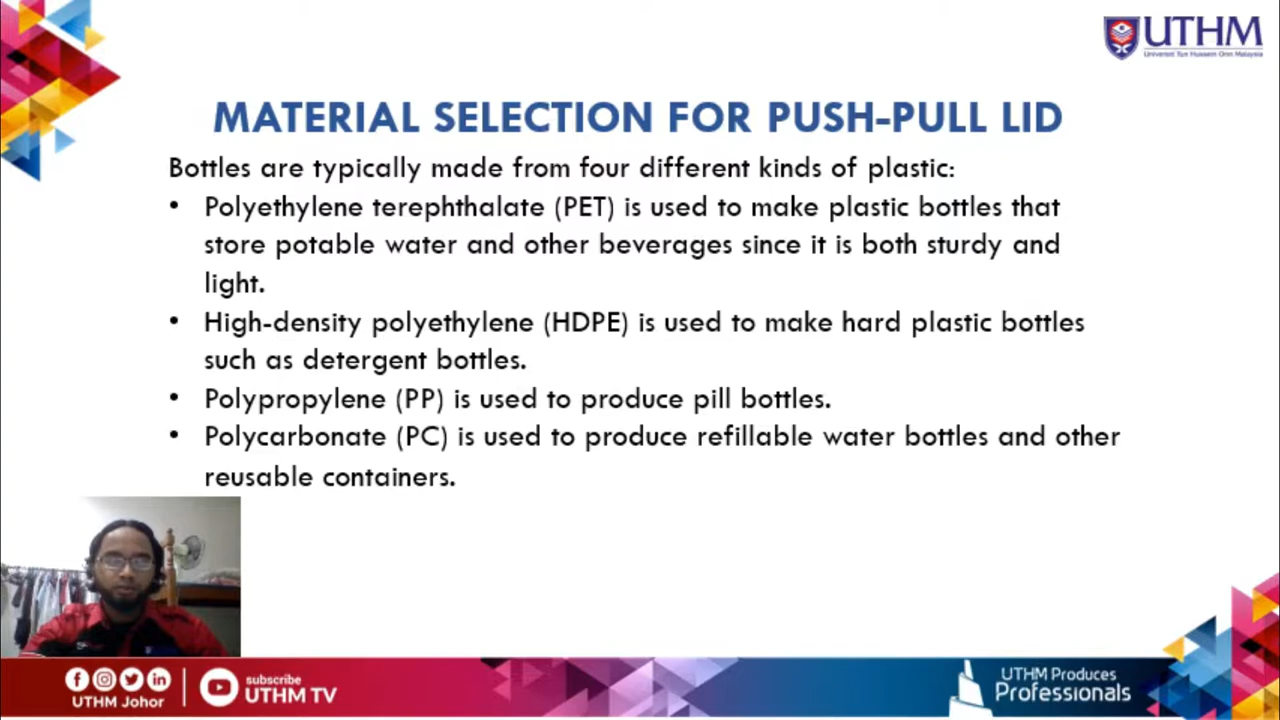 UTHM
Universiti Tun Hussein Onn Malaysia
MATERIAL SELECTION FOR PUSH-PULL LID
Bottles are typically made from four different kinds of plastic:
• Polyethylene terephthalate (PET) is used to make plastic bottles that
store potable water and other beverages since it is both sturdy and
light.
• High-density polyethylene (HDPE) is used to make hard plastic bottles
such as detergent bottles.
• Polypropylene (PP) is used to produce pill bottles.
• Polycarbonate (PC) is used to produce refillable water bottles and other
reusable containers.
UTHM Johor
subscribe
UTHM TV
UTHM Produces
Professionals